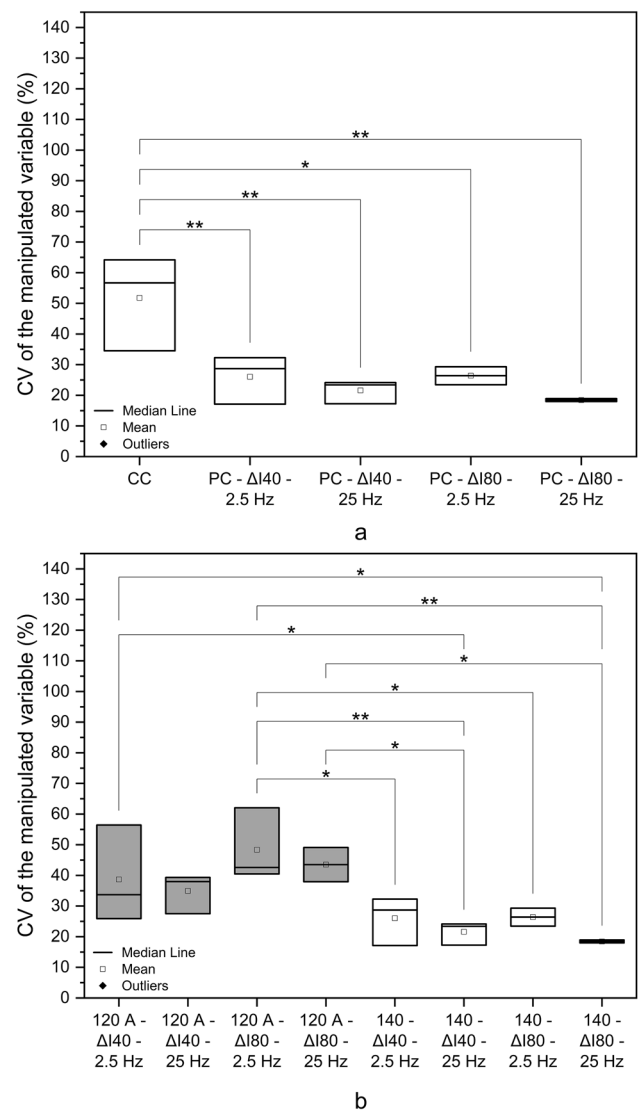 140
130
120
110
100
90
80
70
60
50
40
30
20
10
0
CV of the manipulated variable (%)
**
*
**
**
Median Line
Mean
Outliers
CC
PC - ΔI40 -
2.5 Hz
PC - ΔI40 -
25 Hz
PC - ΔI80 -
2.5 Hz
PC - ΔI80 -
25 Hz
a
140
130
120
110
100
90
80
70
60
50
40
30
20
10
0
CV of the manipulated variable (%)
*
**
*
*
*
**
*
*
Median Line
Mean
Outliers
120 A -
ΔI40 -
2.5 Hz
120 A -
ΔI40 -
25 Hz
120 A -
ΔI80 -
2.5 Hz
120 A -
ΔI80 -
25 Hz
140 -
ΔI40 -
2.5 Hz
140 -
ΔI40 -
25 Hz
140 -
ΔI80 -
2.5 Hz
140 -
ΔI80 -
25 Hz
b